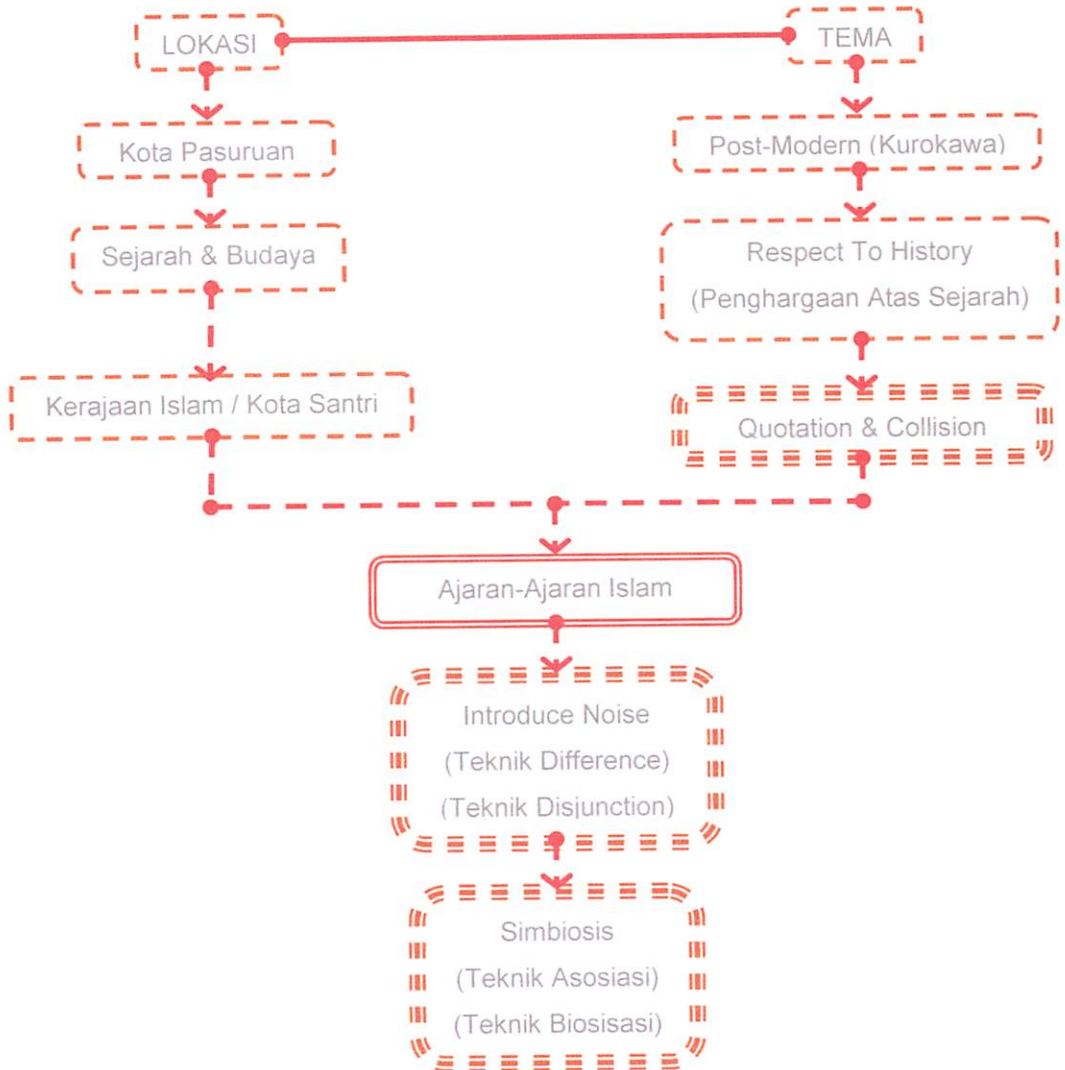 LOKASI
TEMA
Kota Pasuruan
Post-Modern (Kurokawa)
Sejarah & Budaya
Respect To History
(Penghargaan Atas Sejarah)
Kerajaan Islam / Kota Santri
Quotation & Collision
Ajaran-Ajaran Islam
Introduce Noise
(Teknik Difference)
(Teknik Disjunction)
Simbiosis
(Teknik Asosiasi)
(Teknik Biosisasi)